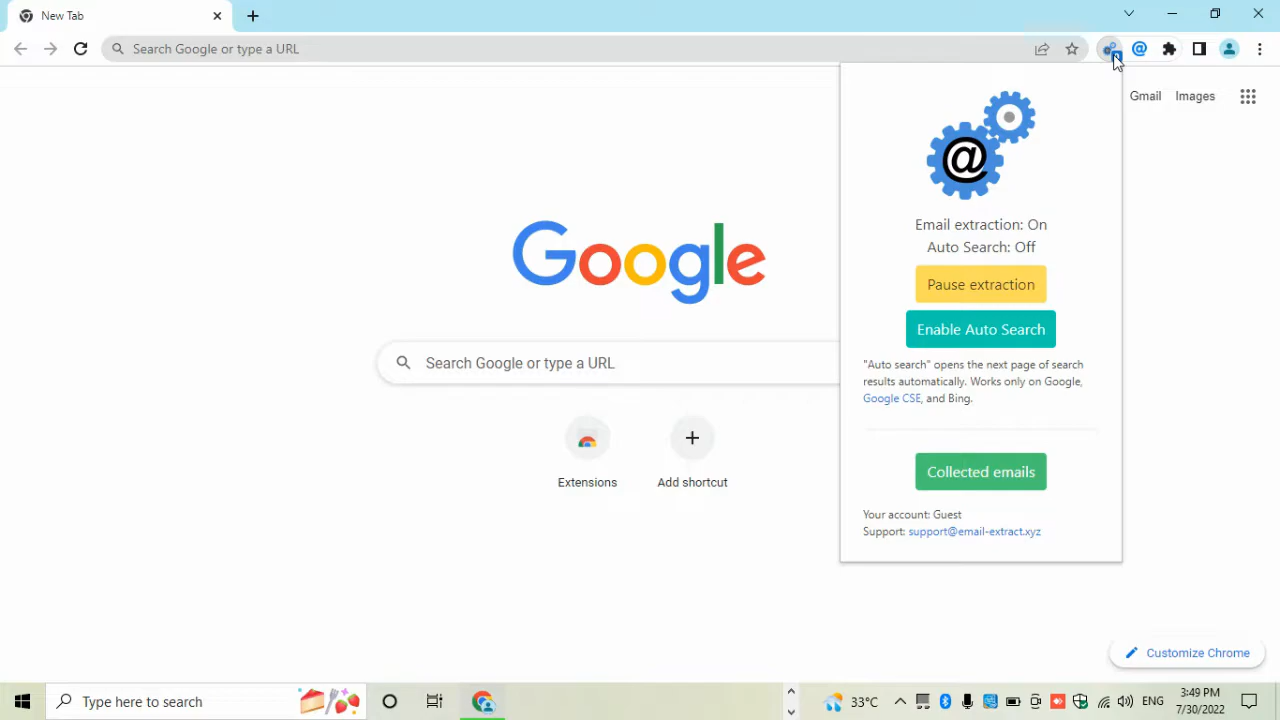 New Tab
Search Google or type a URL
Gmail
Images
@
Email extraction: On
Auto Search: Off
Pause extraction
Enable Auto Search
"Auto search" opens the next page of search
results automatically. Works only on Google,
Google CSE, and Bing.
Collected emails
Your account: Guest
Support: support@email-extract.xyz
Google
Search Google or type a URL
Extensions
Add shortcut
Customize Chrome
Type here to search
33°C
ENG
3:49 PM
7/30/2022